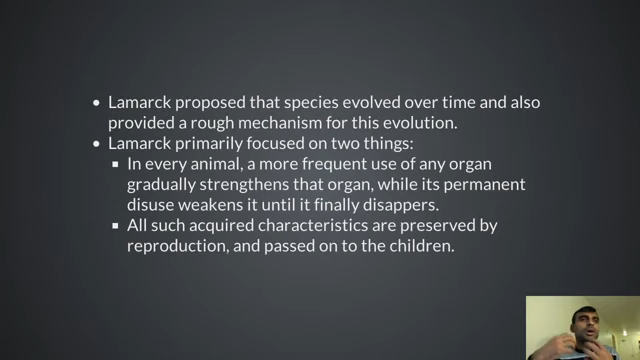 Lamarck proposed that species evolved over time and also
provided a rough mechanism for this evolution.
Lamarck primarily focused on two things:
In every animal, a more frequent use of any organ
gradually strengthens that organ, while its permanent
disuse weakens it until it finally disappers.
All such acquired characteristics are preserved by
reproduction, and passed on to the children.